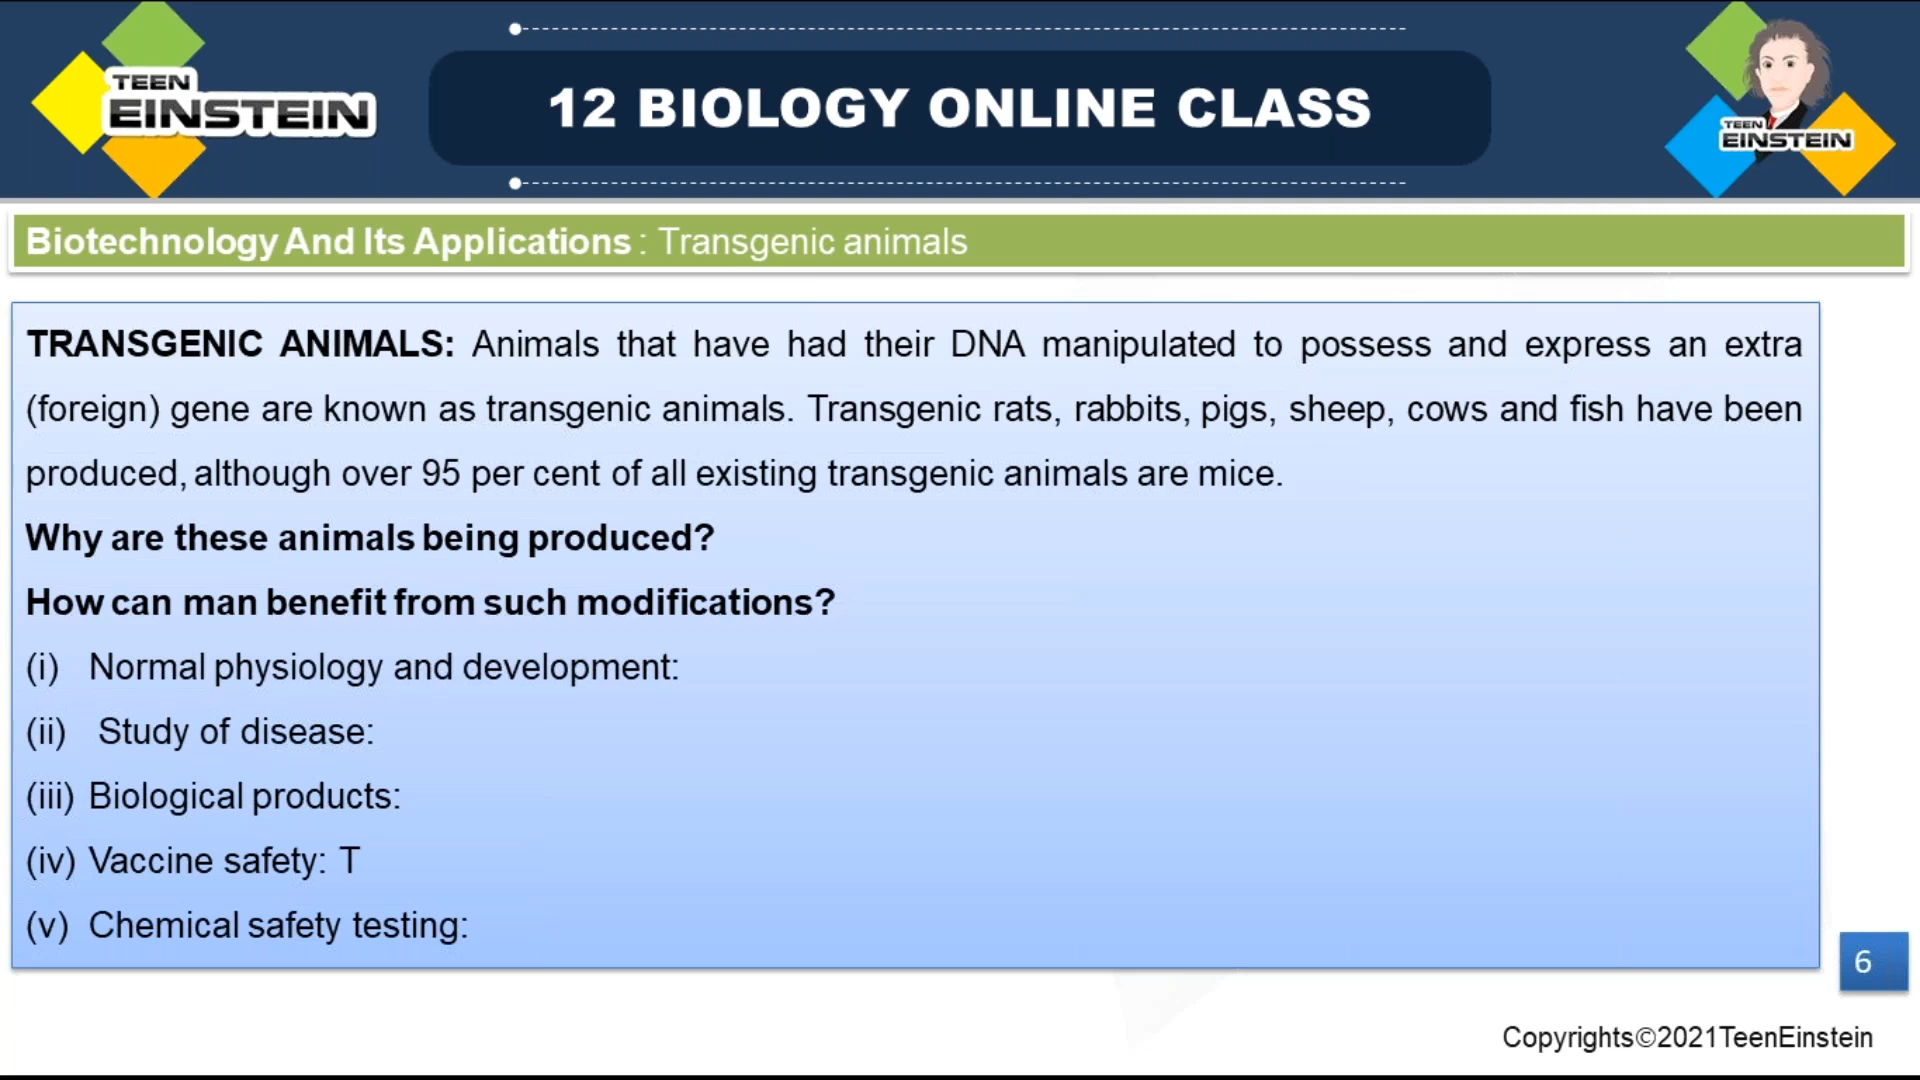 TEEN
EINSTEIN
12 BIOLOGY ONLINE CLASS
TEEN
EINSTEIN
Biotechnology And Its Applications : Transgenic animals
TRANSGENIC ANIMALS: Animals that have had their DNA manipulated to possess and express an extra
(foreign) gene are known as transgenic animals. Transgenic rats, rabbits, pigs, sheep, cows and fish have been
produced, although over 95 per cent of all existing transgenic animals are mice.
Why are these animals being produced?
How can man benefit from such modifications?
(i) Normal physiology and development:
(ii) Study of disease:
(iii) Biological products:
(iv) Vaccine safety: T
(v) Chemical safety testing:
6
Copyrights©2021TeenEinstein